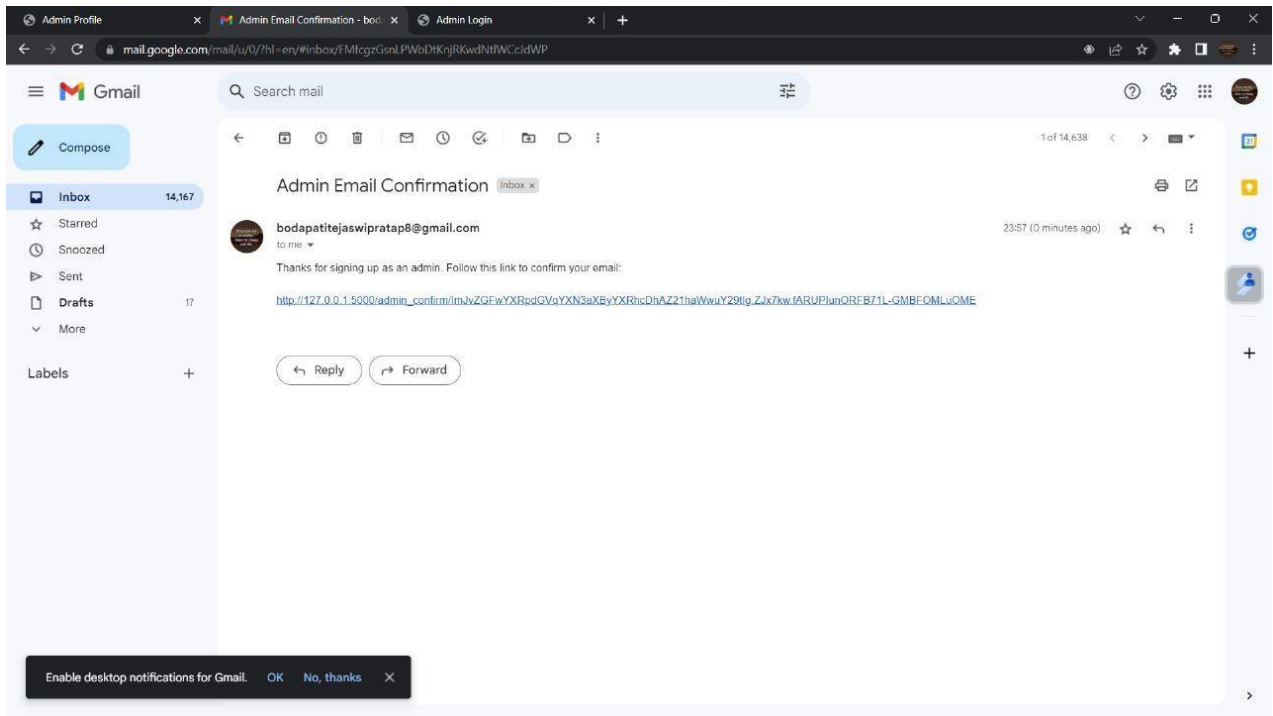 Admin Profile
Admin Email Confirmation - bod
Admin Login
mail.google.com/mail/u/0/?hl=en/#inbox/
Gmail
Search mail
Compose
1 of 14,638
Admin Email Confirmation Inbox x
Inbox 14,167
Starred
Snoozed
Sent
Drafts 17
More
Labels
bodapatitejaswipratap8@gmail.com
23:57 (0 minutes ago)
to me
Thanks for signing up as an admin. Follow this link to confirm your email:
Reply
Forward
31
Enable desktop notifications for Gmail. OK No, thanks